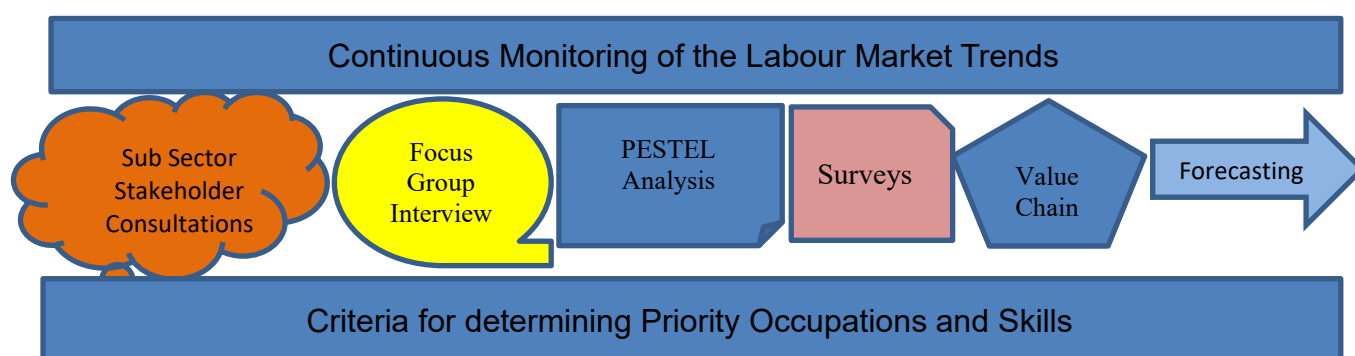 Continuous Monitoring of the Labour Market Trends
Sub Sector
Stakeholder
Consultations
Focus
Group
Interview
PESTEL
Analysis
Surveys
Value
Chain
Forecasting
Criteria for determining Priority Occupations and Skills